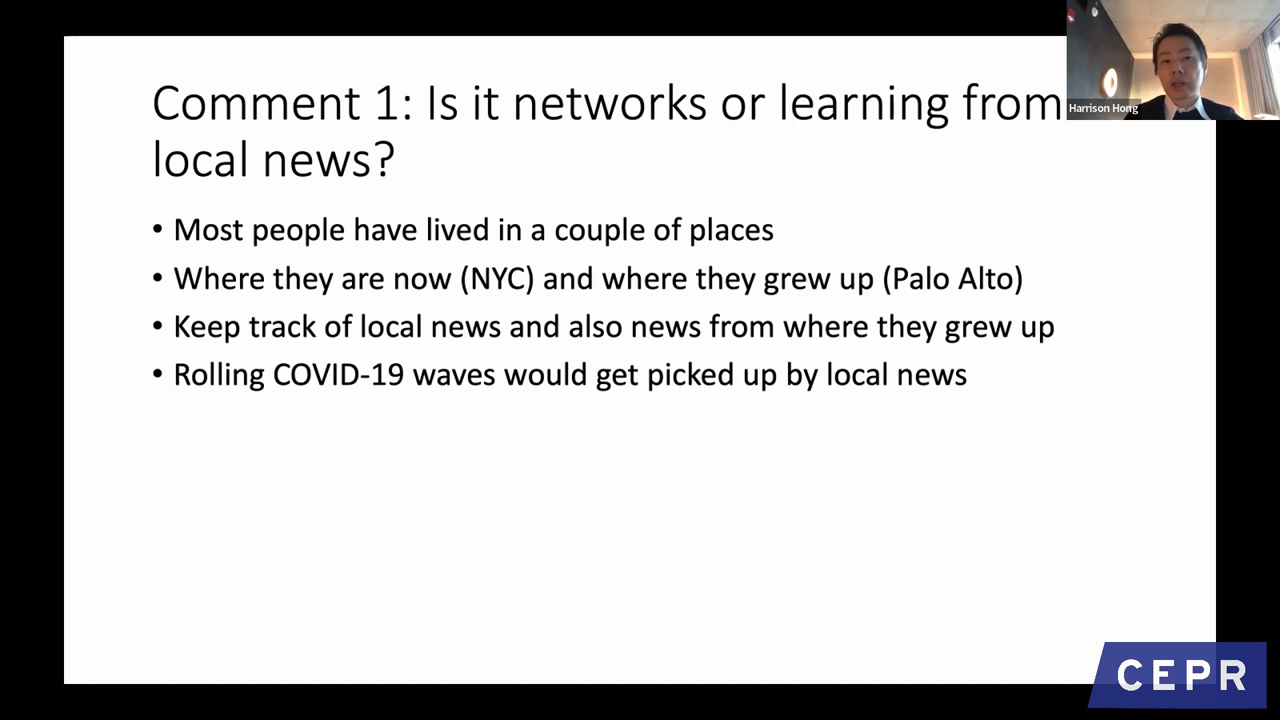 Comment 1: Is it networks or learning from
local news?
• Most people have lived in a couple of places
• Where they are now (NYC) and where they grew up (Palo Alto)
• Keep track of local news and also news from where they grew up
• Rolling COVID-19 waves would get picked up by local news
Harrison Hong
CEPR